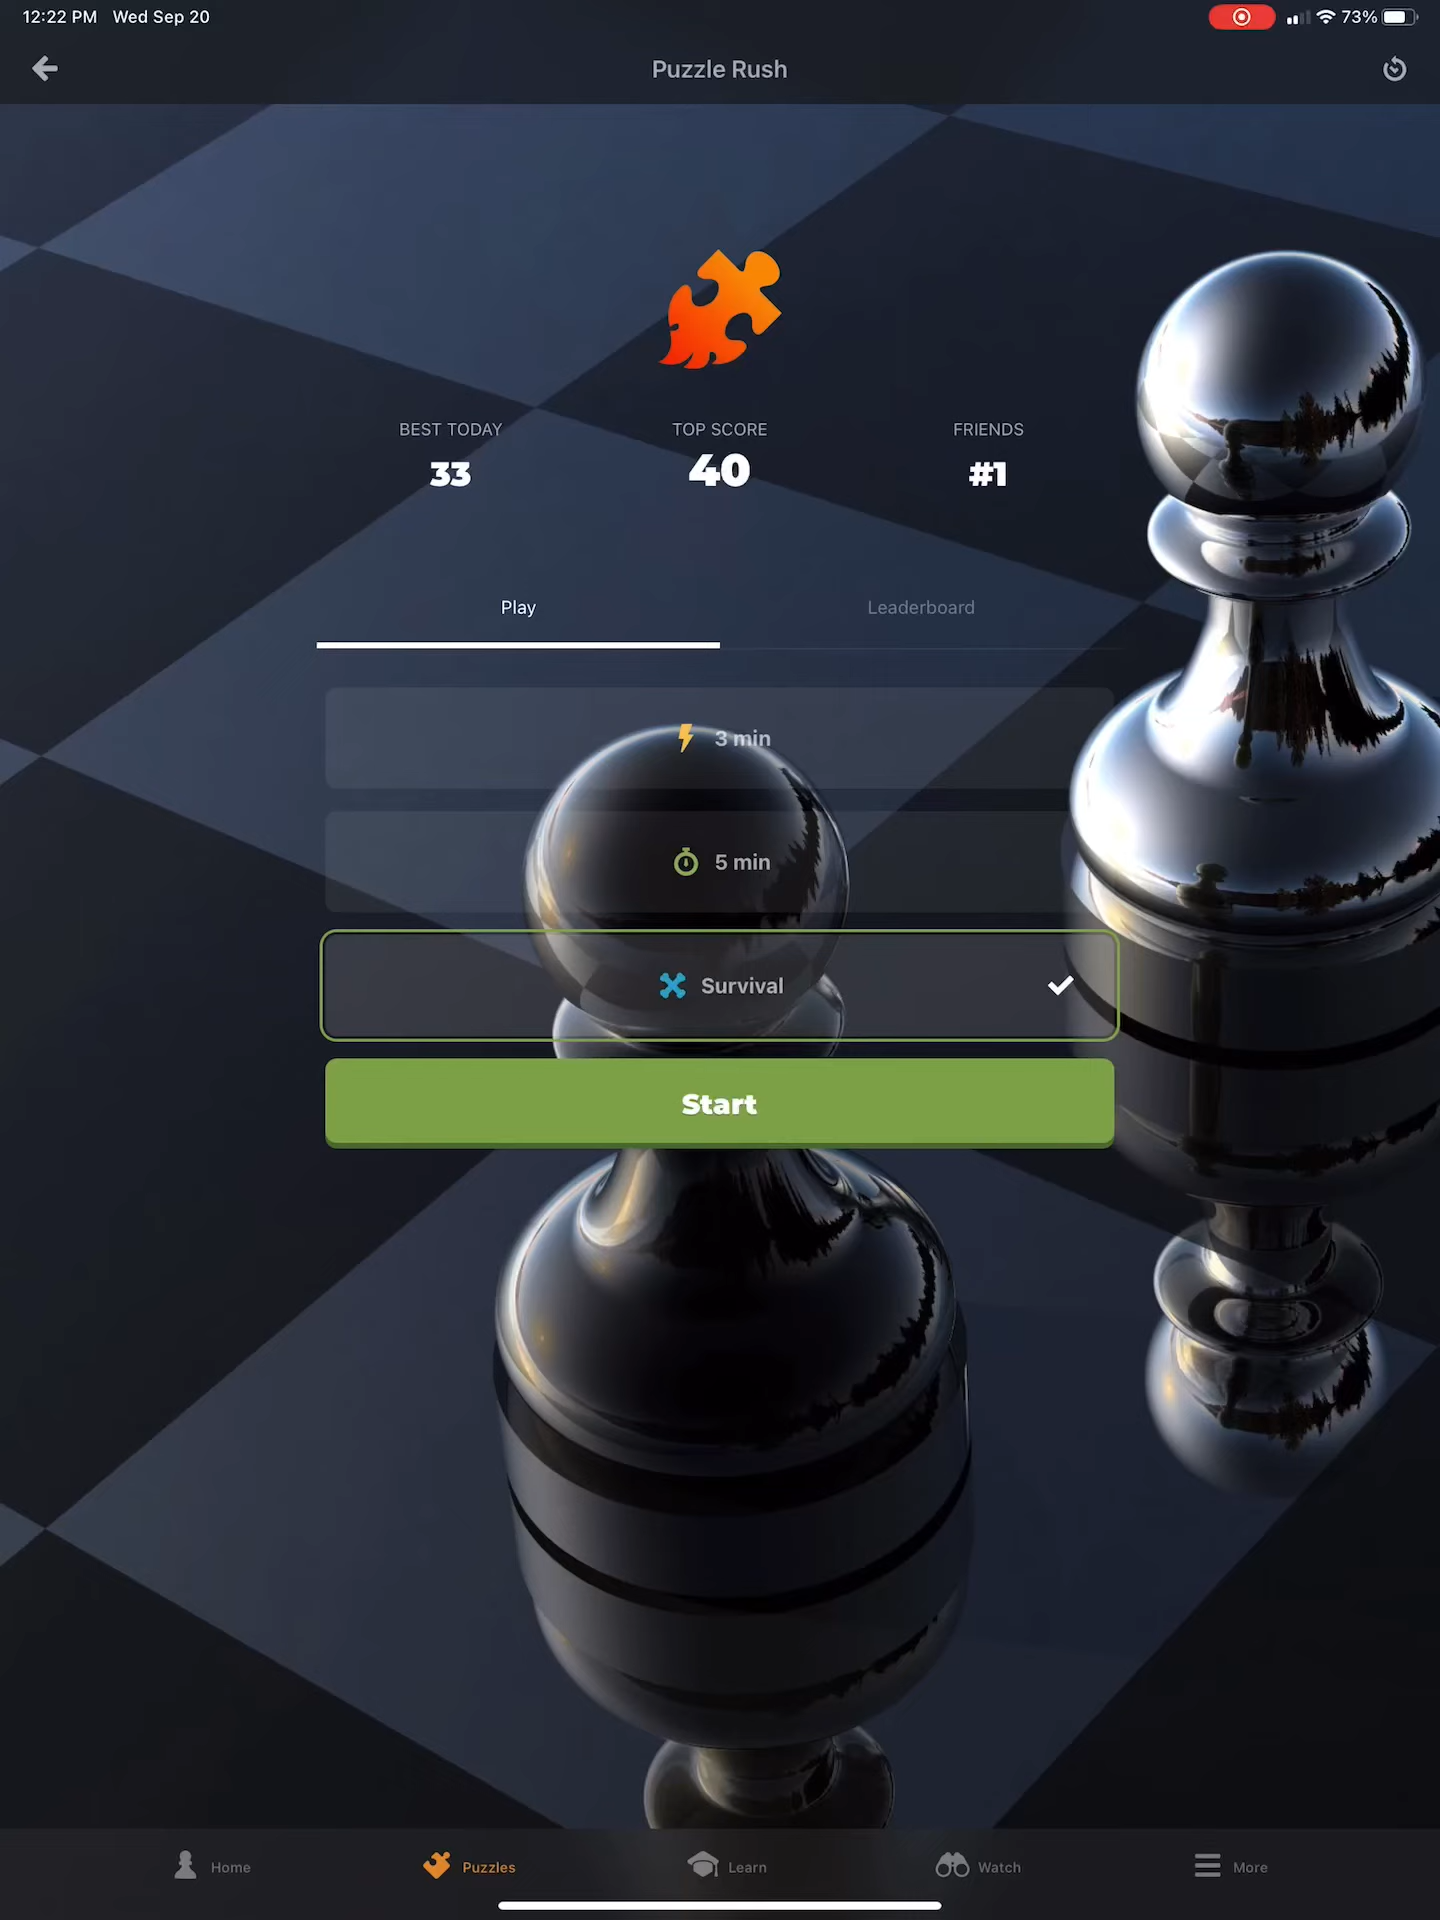 12:22 PM Wed Sep 20 73%
Puzzle Rush
BEST TODAY TOP SCORE FRIENDS
33 40 #1
Play Leaderboard
3 min
5 min
Survival
Start
Home Puzzles Learn Watch More